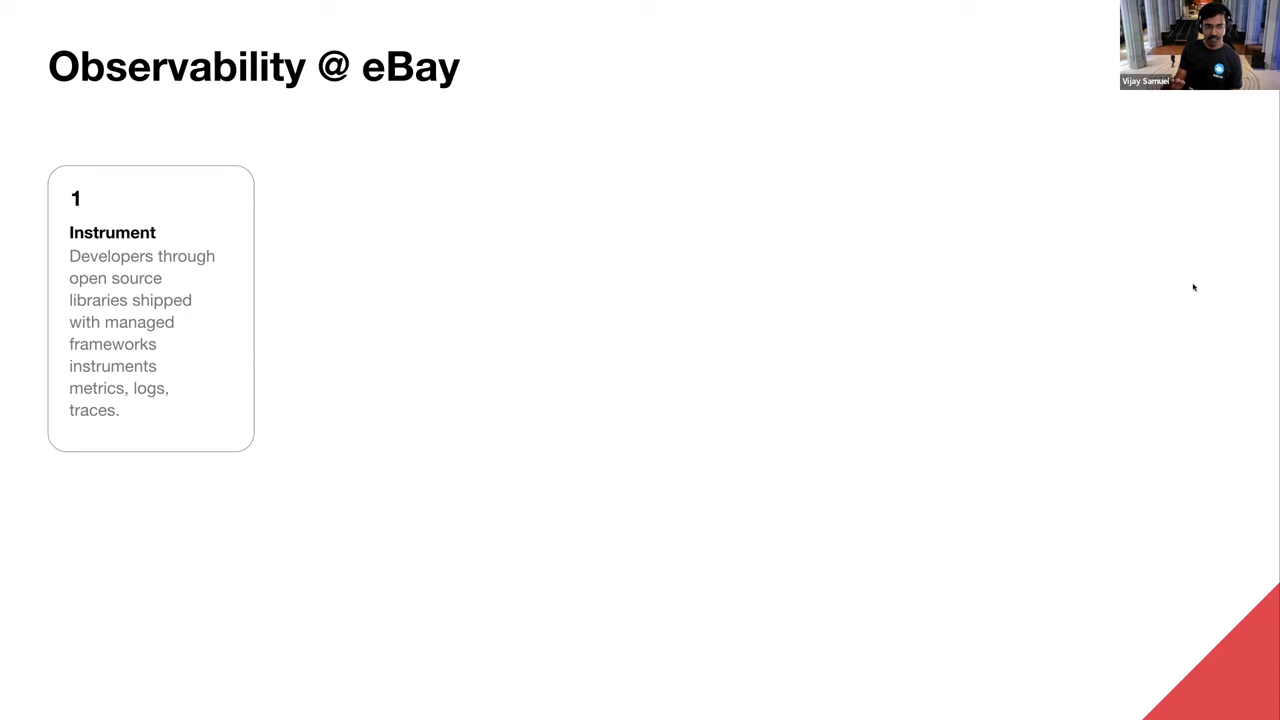 Observability @ eBay
Vijay Samuel
1
Instrument
Developers through
open source
libraries shipped
with managed
frameworks
instruments
metrics, logs,
traces.